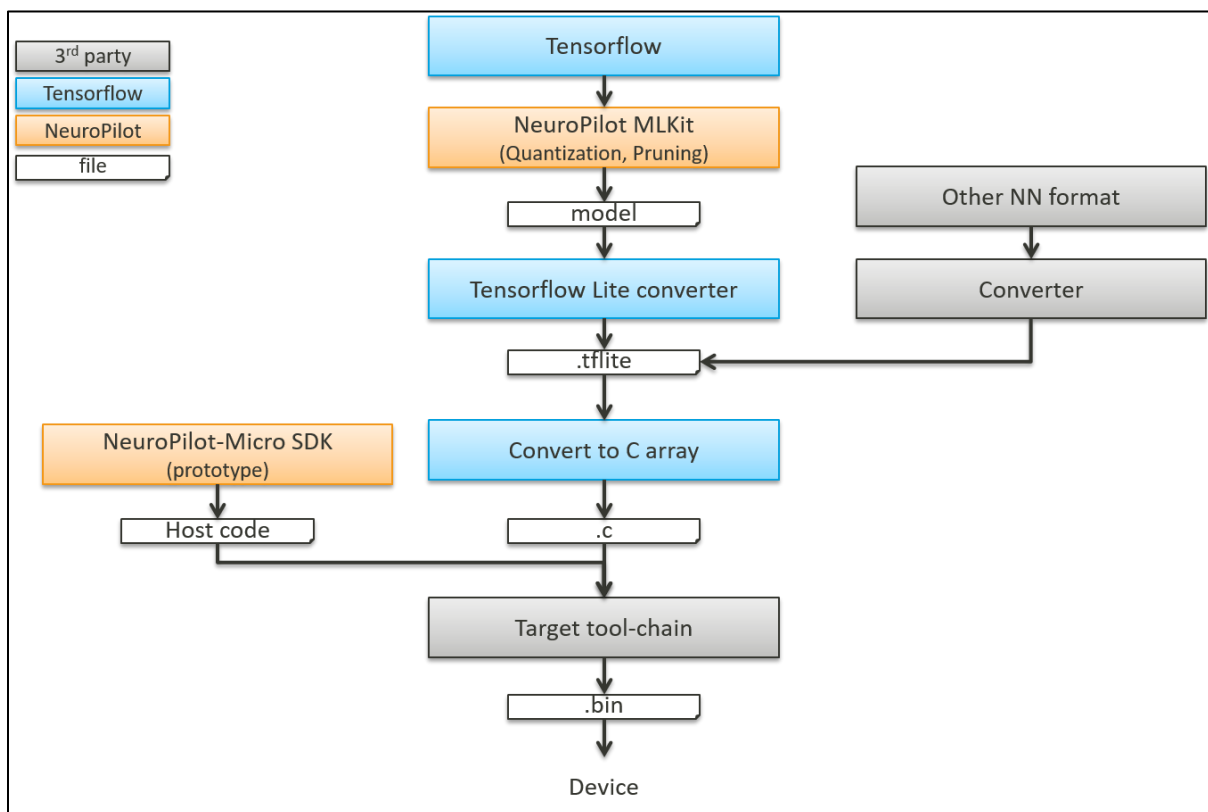 3rd party
Tensorflow
NeuroPilot
file
Tensorflow
NeuroPilot MLKit
(Quantization, Pruning)
model
Other NN format
Tensorflow Lite converter
Converter
.tflite
NeuroPilot-Micro SDK
(prototype)
Convert to C array
Host code
.c
Target tool-chain
.bin
Device